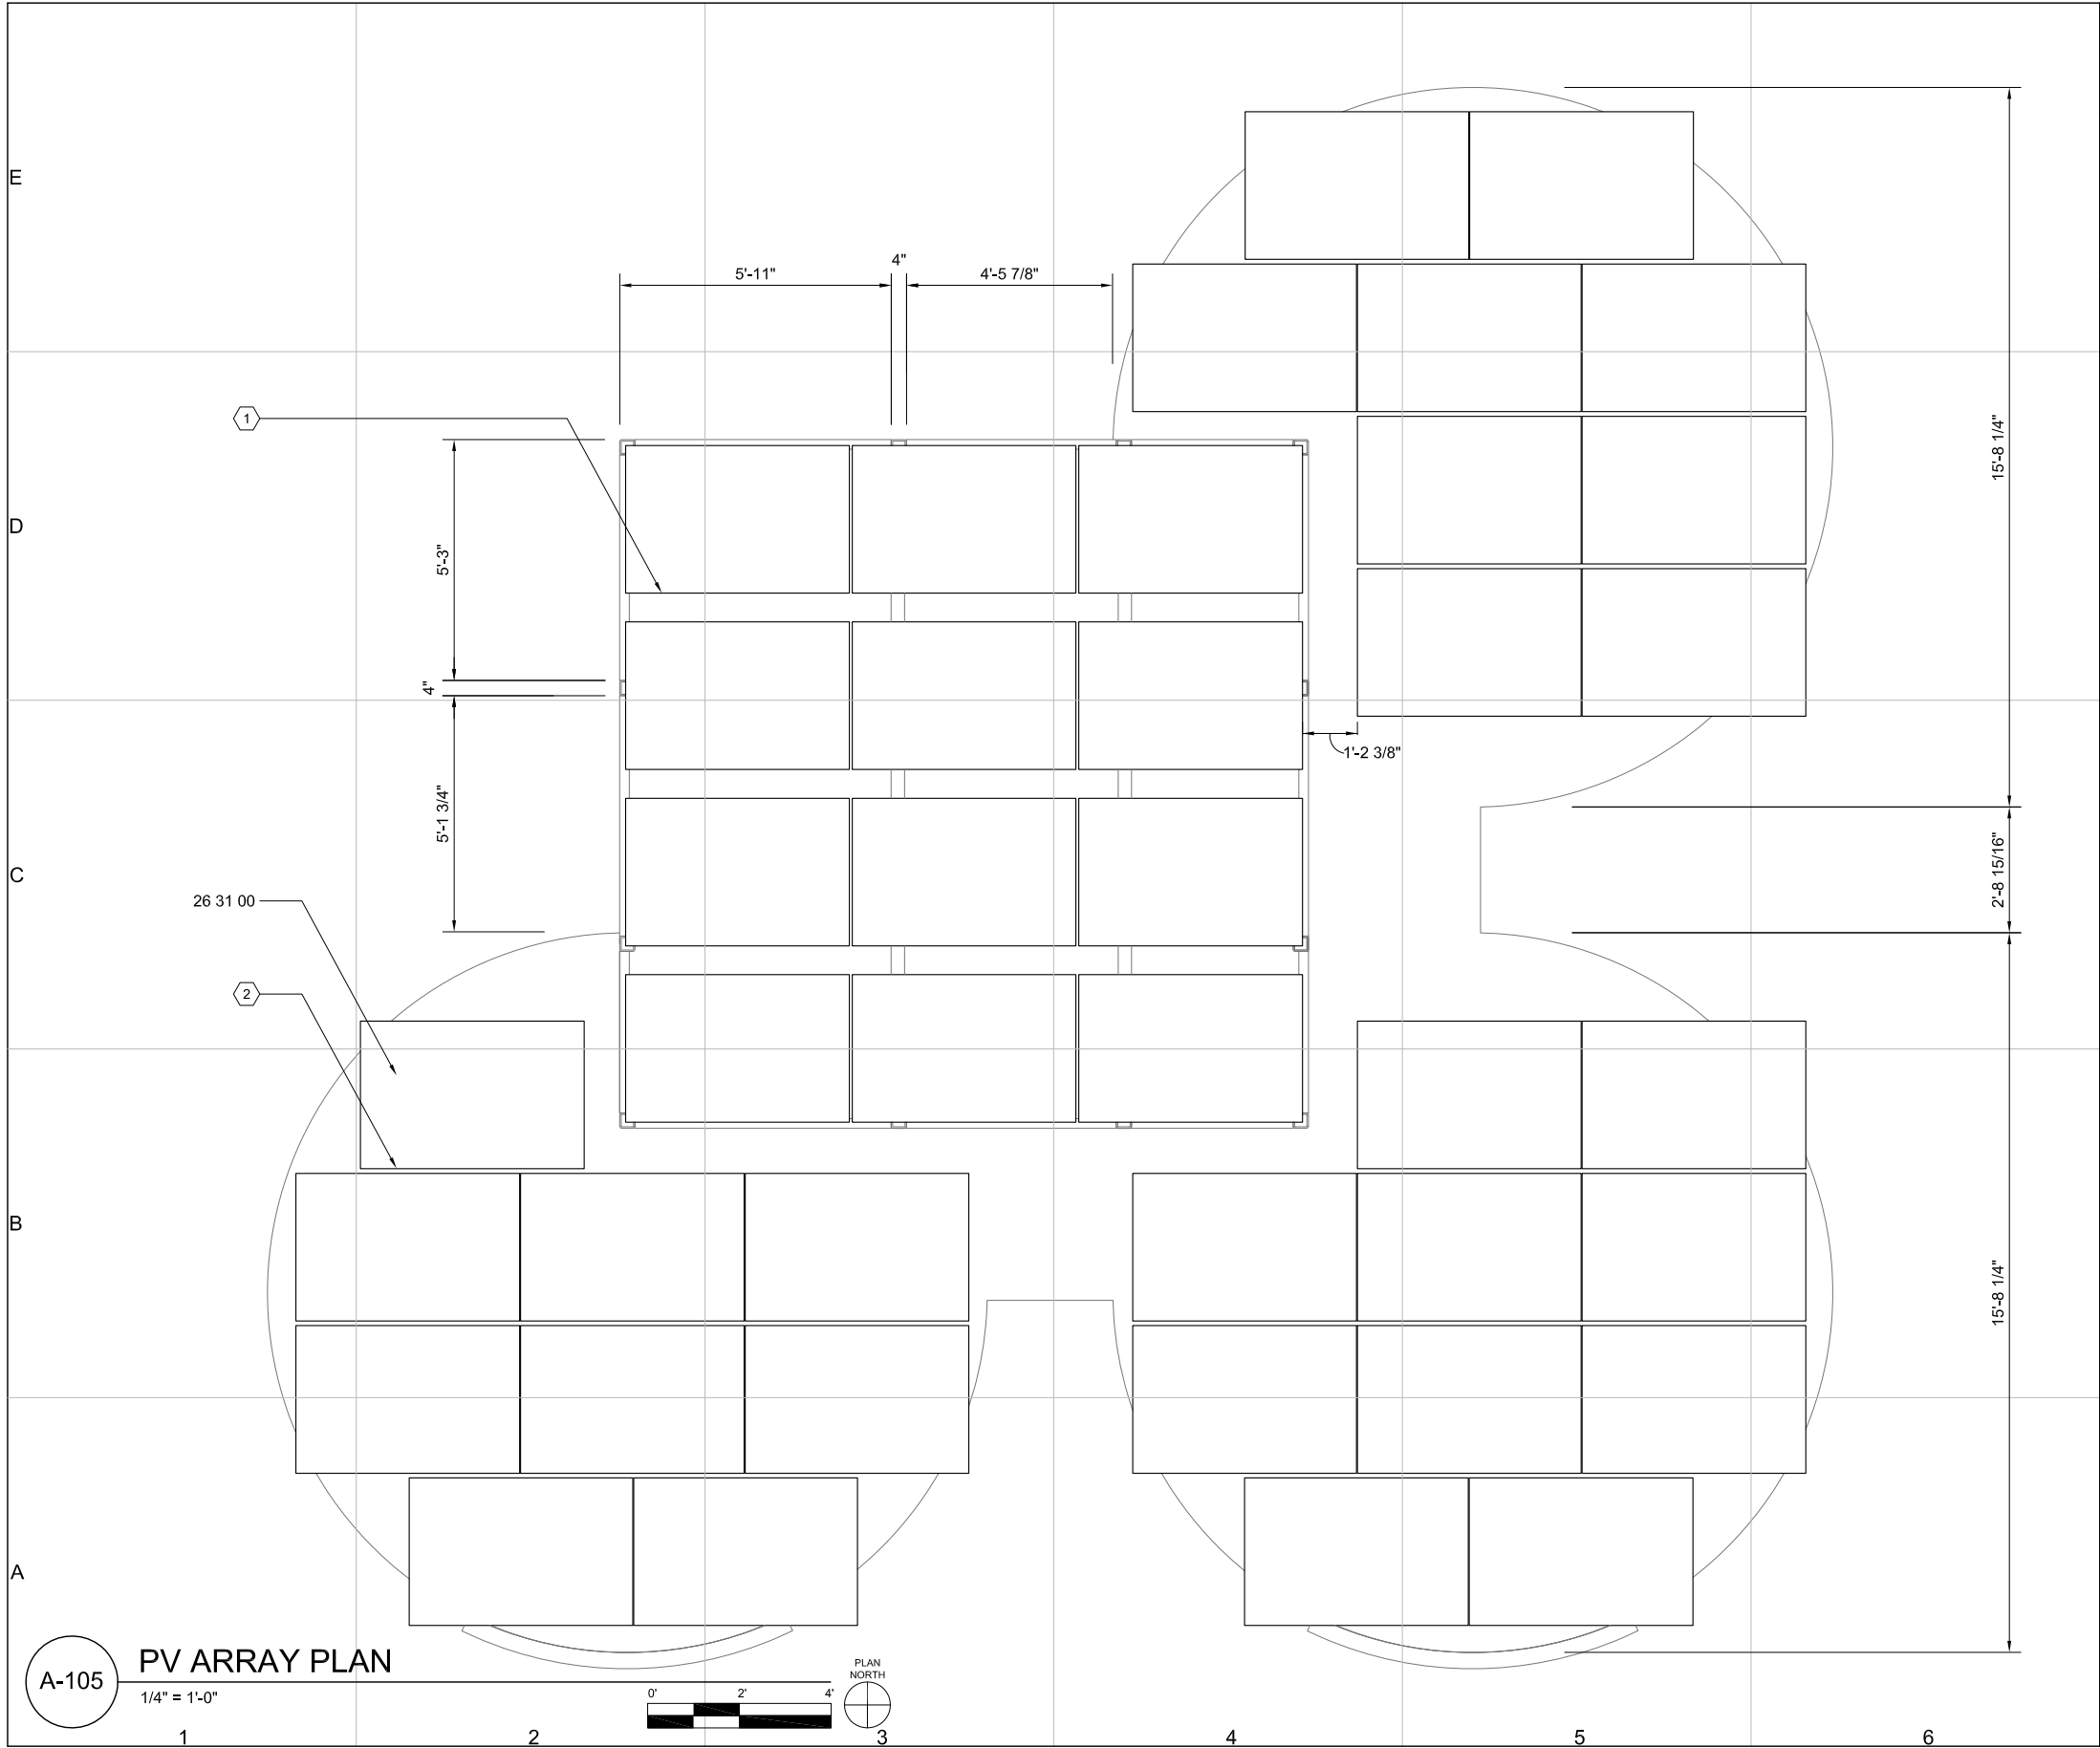 E
4"
5'-11"
4'-5 7/8"
1
15'-8 1/4"
D
5'-3"
4"
1'-2 3/8"
5'-1 3/4"
2'-8 15/16"
C
26 31 00
2
B
15'-8 1/4"
A
PV ARRAY PLAN
A-105
1/4" = 1'-0"
0' 2' 4'
PLAN
NORTH
1 2 3 4 5 6